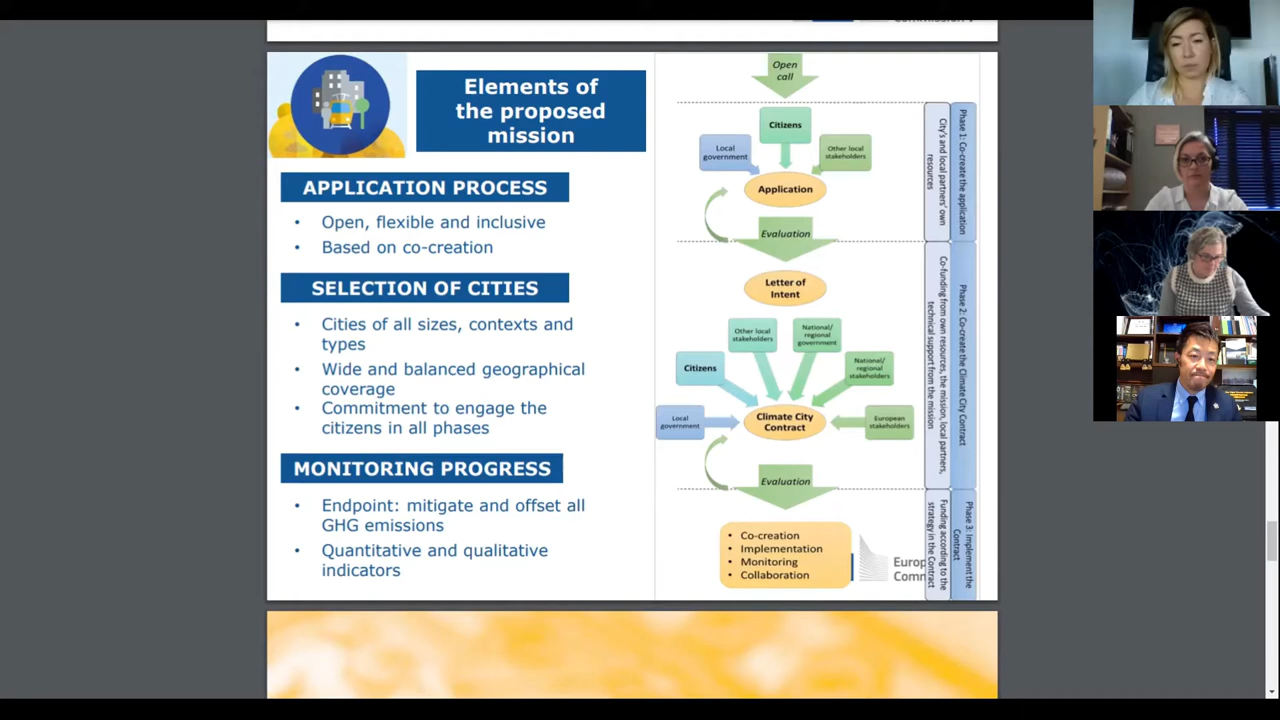 Elements of
the proposed
mission
APPLICATION PROCESS
• Open, flexible and inclusive
• Based on co-creation
SELECTION OF CITIES
• Cities of all sizes, contexts and
types
• Wide and balanced geographical
coverage
• Commitment to engage the
citizens in all phases
MONITORING PROGRESS
• Endpoint: mitigate and offset all
GHG emissions
• Quantitative and qualitative
indicators
Open
call
Citizens
Local
government
Other local
stakeholders
Application
Evaluation
Letter of
Intent
Other local
stakeholders
National/
regional
government
Citizens
National/
regional
stakeholders
Local
government
Climate City
Contract
European
stakeholders
Evaluation
• Co-creation
• Implementation
• Monitoring
• Collaboration
Europ
Comm
Phase 1: Co-create the application
City's and local partners' own
resources
Phase 2: Co-create the Climate City Contract
Co-funding from own resources, the mission, local partners,
technical support from the mission
Phase 3: Implement the
Contract
Funding according to the
strategy in the Contract